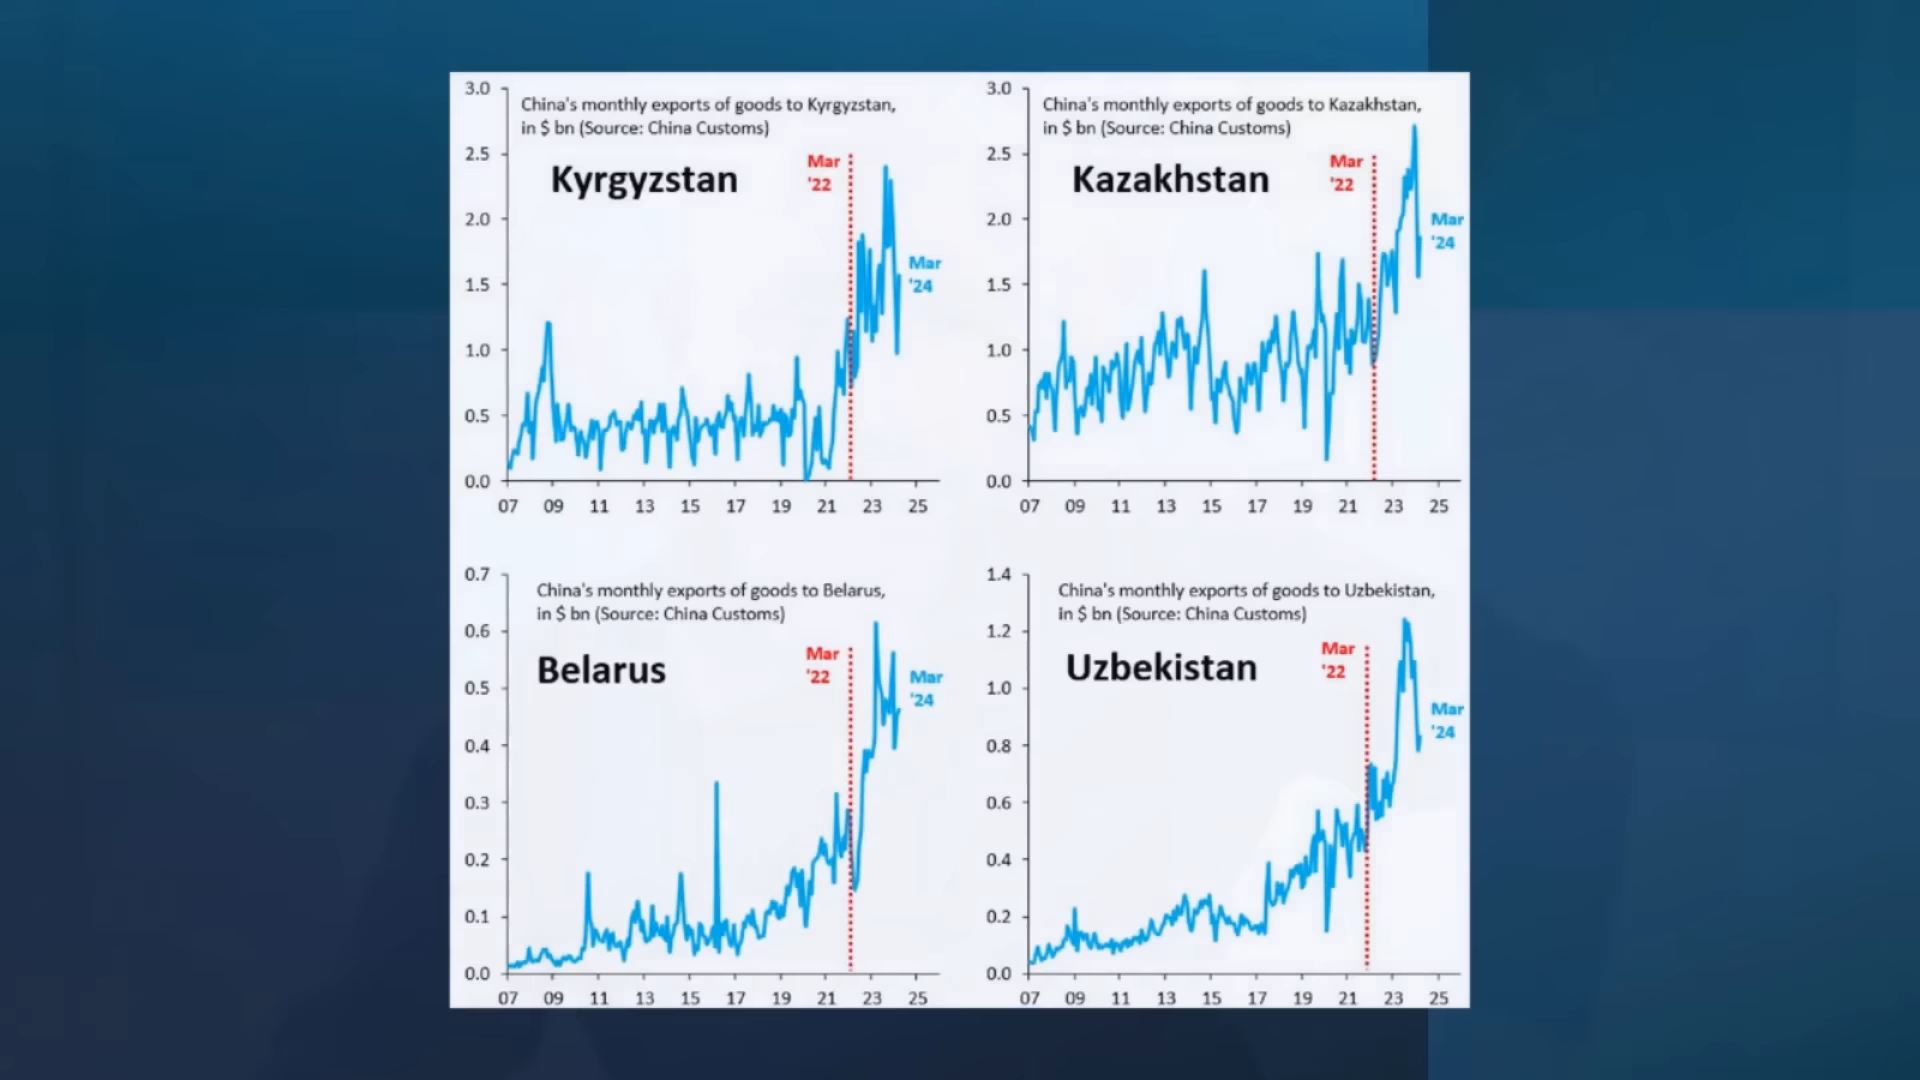 China's monthly exports of goods to Kyrgyzstan,
in $ bn (Source: China Customs)
Kyrgyzstan
Mar
'22
Mar
'24
3.0
2.5
2.0
1.5
1.0
0.5
0.0
07 09 11 13 15 17 19 21 23 25
China's monthly exports of goods to Kazakhstan,
in $ bn (Source: China Customs)
Kazakhstan
Mar
'22
Mar
'24
3.0
2.5
2.0
1.5
1.0
0.5
0.0
07 09 11 13 15 17 19 21 23 25
China's monthly exports of goods to Belarus,
in $ bn (Source: China Customs)
Belarus
Mar
'22
Mar
'24
0.7
0.6
0.5
0.4
0.3
0.2
0.1
0.0
07 09 11 13 15 17 19 21 23 25
China's monthly exports of goods to Uzbekistan,
in $ bn (Source: China Customs)
Uzbekistan
Mar
'22
Mar
'24
1.4
1.2
1.0
0.8
0.6
0.4
0.2
0.0
07 09 11 13 15 17 19 21 23 25